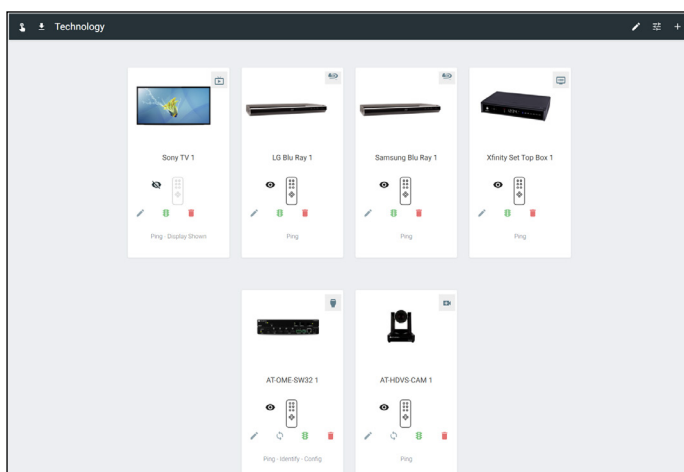 Technology
Sony TV 1
LG Blu Ray 1
Samsung Blu Ray 1
Xfinity Set Top Box 1
Ping - Display Shown
Ping
Ping
Ping
AT-OME-SW32 1
AT-HDVS-CAM 1
Ping - Identify - Config
Ping